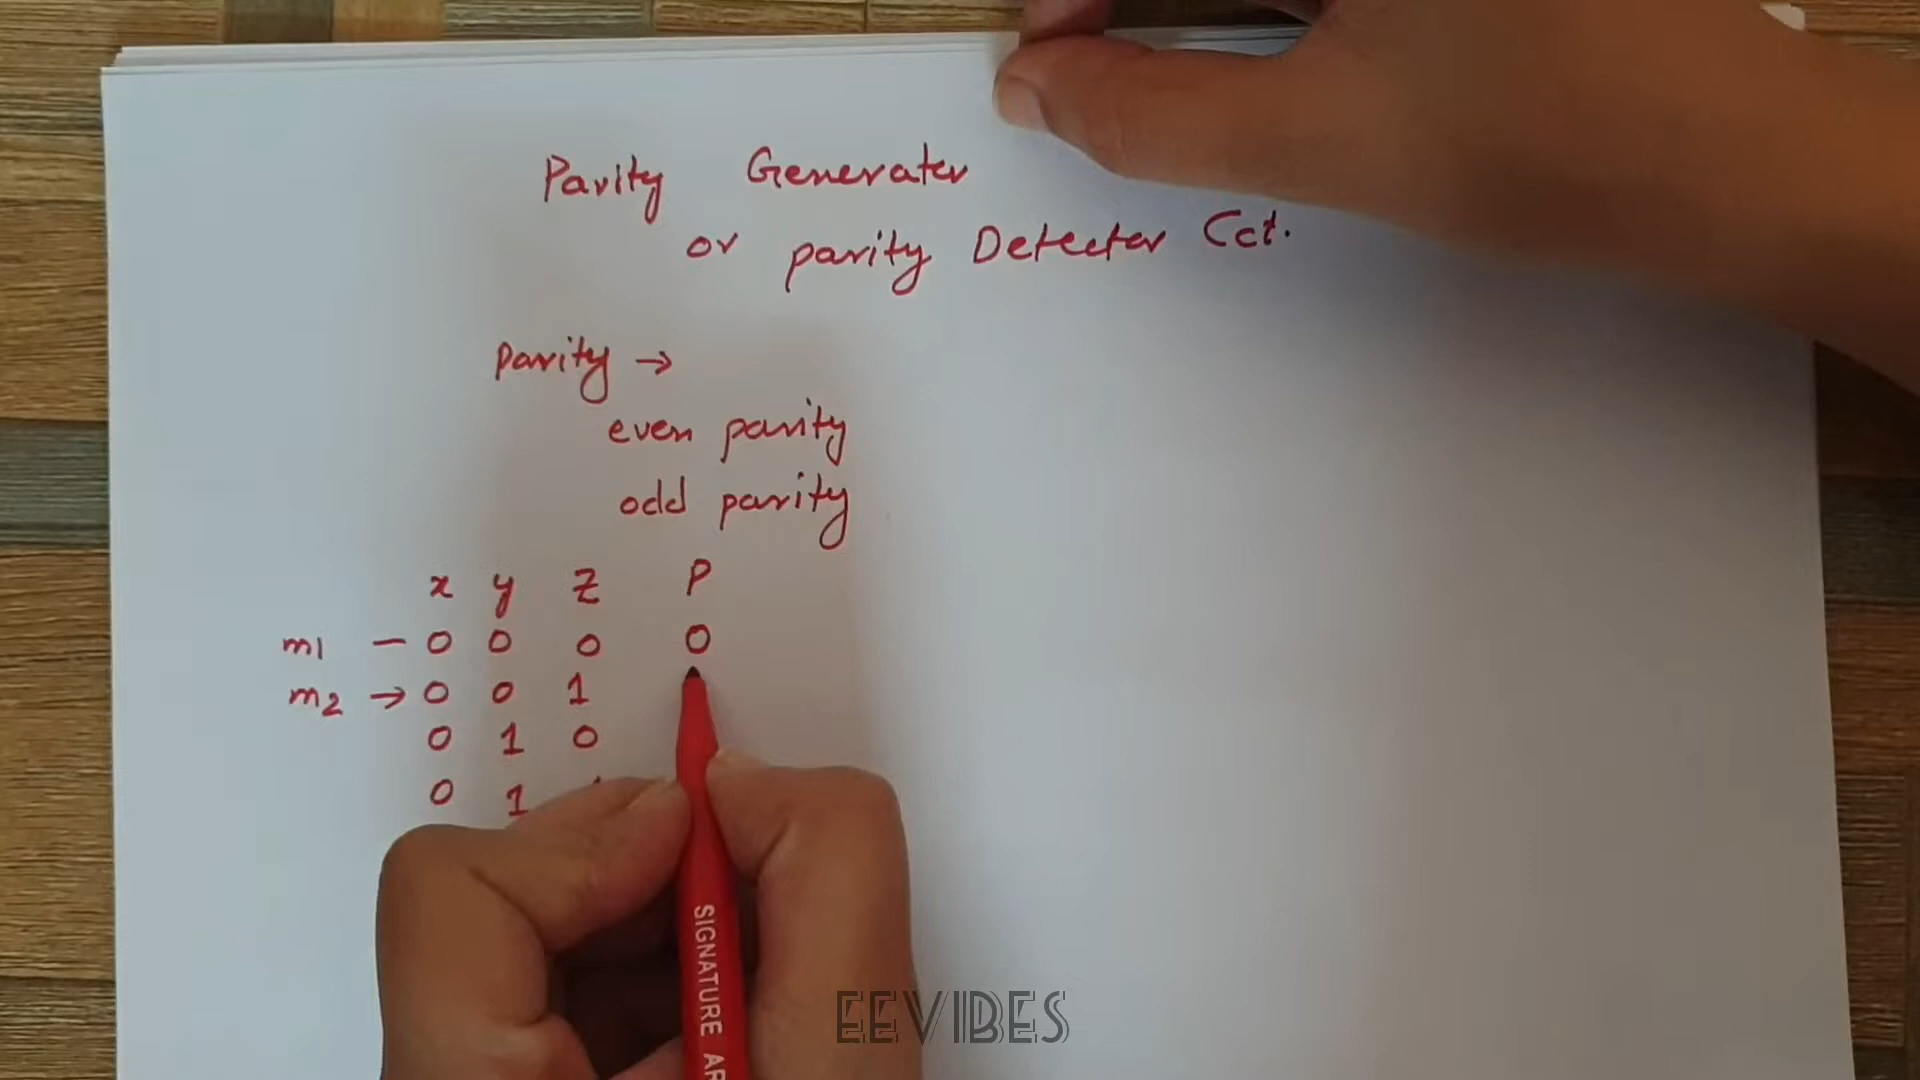 Parity Generater
or parity Detector Cct.
Parity →
even parity
odd parity
x y z P
m1 — 0 0 0 0
m2 → 0 0 1
0 1 0
0 1
SIGNATURE
EEVIBES